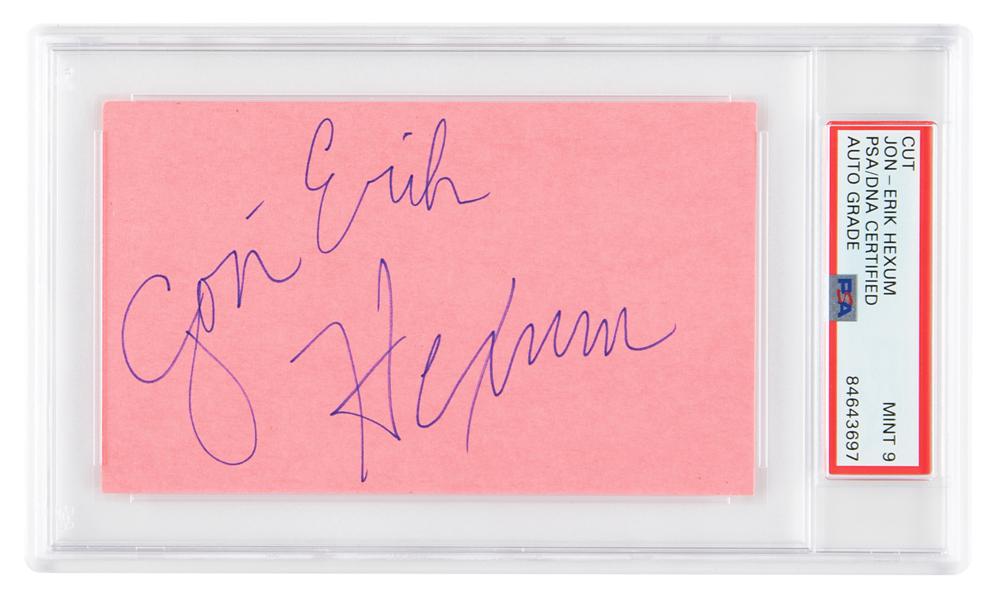 Jon-Erik
Hexum
CUT
JON-ERIK HEXUM
PSA/DNA CERTIFIED
AUTO GRADE
PSA
MINT 9
84643697